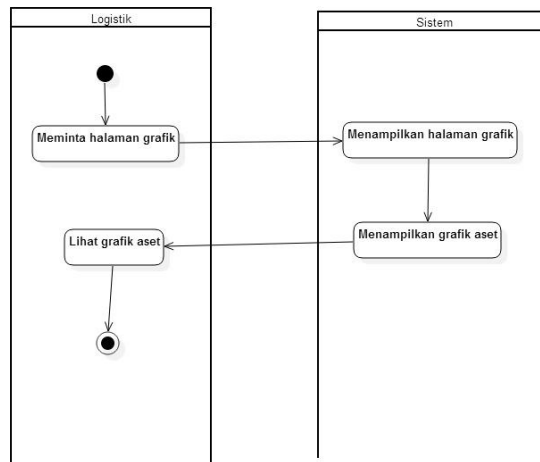 Logistik
Sistem
Meminta halaman grafik
Menampilkan halaman grafik
Lihat grafik aset
Menampilkan grafik aset